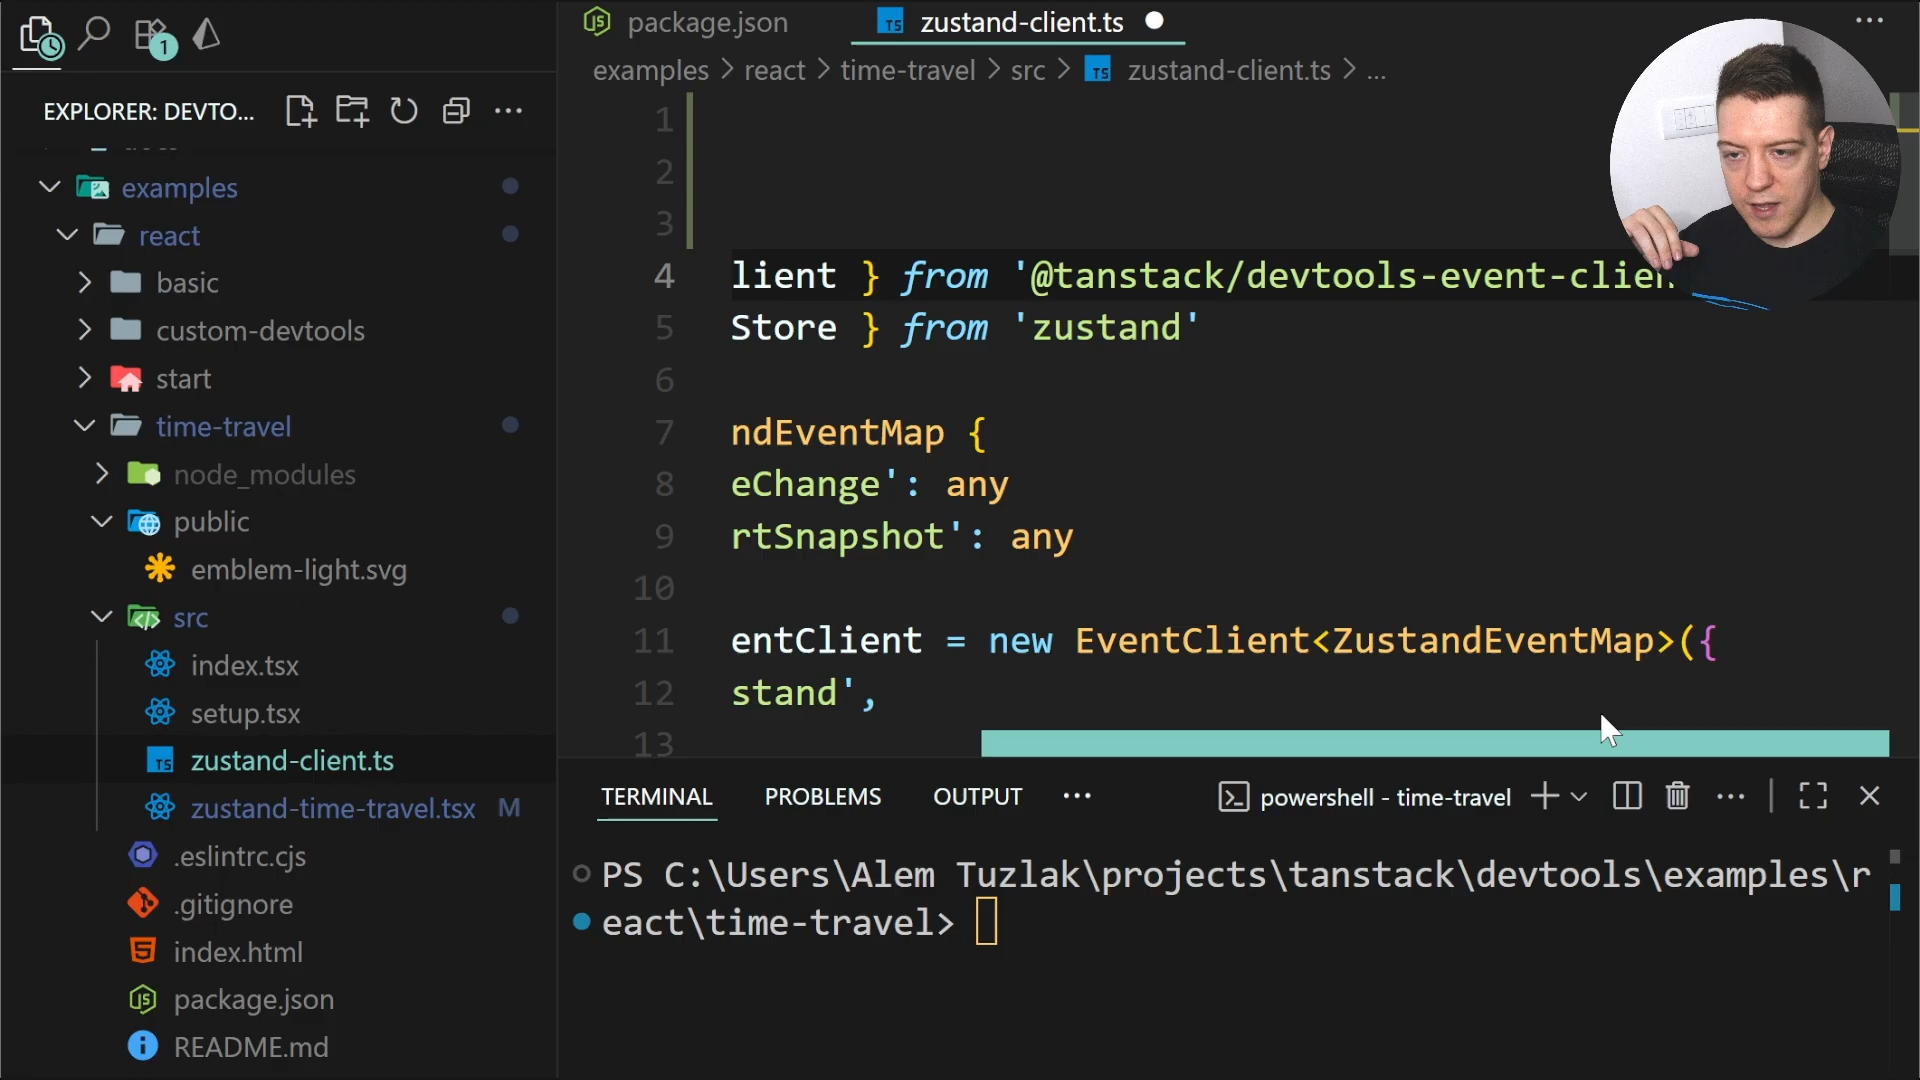 1
EXPLORER: DEVTO...
examples
react
basic
custom-devtools
start
time-travel
node_modules
public
emblem-light.svg
src
index.tsx
setup.tsx
TS zustand-client.ts
zustand-time-travel.tsx M
.eslintrc.cjs
.gitignore
index.html
package.json
README.md
package.json
TS zustand-client.ts
examples > react > time-travel > src > TS zustand-client.ts > ...
1
2
3
4 lient } from '@tanstack/devtools-event-clien
5 Store } from 'zustand'
6
7 ndEventMap {
8 eChange': any
9 rtSnapshot': any
10
11 entClient = new EventClient<ZustandEventMap>({
12 stand',
13
TERMINAL PROBLEMS OUTPUT ... powershell - time-travel
PS C:\Users\Alem Tuzlak\projects\tanstack\devtools\examples\r
eact\time-travel>